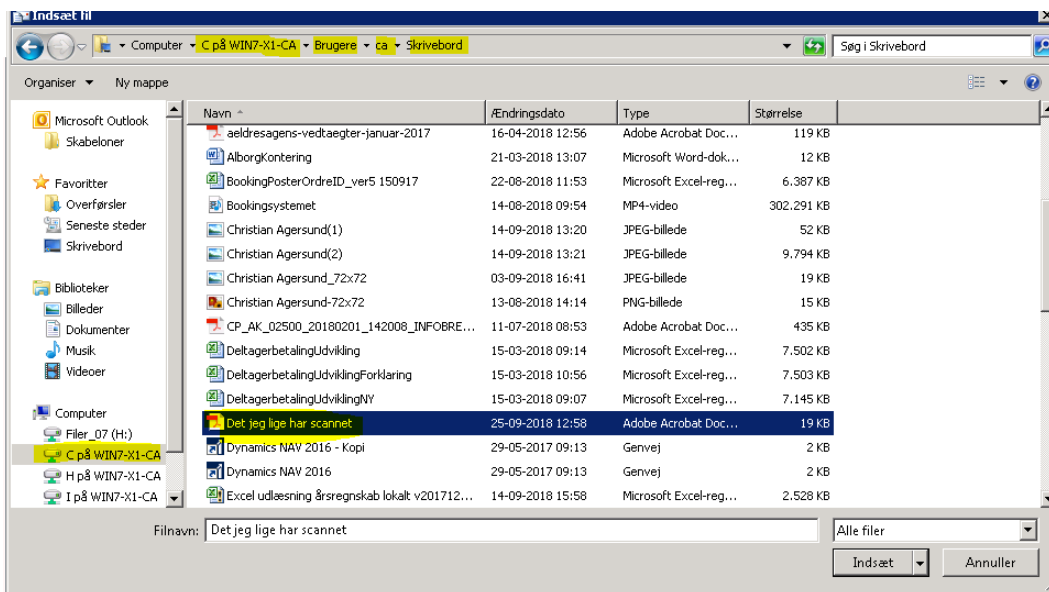 Indsæt fil
Computer C på WIN7-X1-CA Brugere ca Skrivebord
Søg i Skrivebord
Organiser Ny mappe
Microsoft Outlook
Skabeloner
Favoritter
Overførsler
Seneste steder
Skrivebord
Biblioteker
Billeder
Dokumenter
Musik
Videoer
Computer
Filer_07 (H:)
C på WIN7-X1-CA
H på WIN7-X1-CA
I på WIN7-X1-CA
Navn Ændringsdato Type Størrelse
aeldresagens-vedtaegter-januar-2017 16-04-2018 12:56 Adobe Acrobat Doc... 119 KB
AlborgKontering 21-03-2018 13:07 Microsoft Word-dok... 12 KB
BookingPosterOrdreID_ver5 150917 22-08-2018 11:53 Microsoft Excel-reg... 6.387 KB
Bookingsystemet 14-08-2018 09:54 MP4-video 302.291 KB
Christian Agersund(1) 14-09-2018 13:20 JPEG-billede 52 KB
Christian Agersund(2) 14-09-2018 13:21 JPEG-billede 9.794 KB
Christian Agersund_72x72 03-09-2018 16:41 JPEG-billede 19 KB
Christian Agersund-72x72 13-08-2018 14:14 PNG-billede 15 KB
CP_AK_02500_20180201_142008_INFOBRE... 11-07-2018 08:53 Adobe Acrobat Doc... 435 KB
DeltagerbetalingUdvikling 15-03-2018 09:14 Microsoft Excel-reg... 7.502 KB
DeltagerbetalingUdviklingForklaring 15-03-2018 10:56 Microsoft Excel-reg... 7.503 KB
DeltagerbetalingUdviklingNY 15-03-2018 09:07 Microsoft Excel-reg... 7.145 KB
Det jeg lige har scannet 25-09-2018 12:58 Adobe Acrobat Doc... 19 KB
Dynamics NAV 2016 - Kopi 29-05-2017 09:13 Genvej 2 KB
Dynamics NAV 2016 29-05-2017 09:13 Genvej 2 KB
Excel udlæsning årsregnskab lokalt v201712... 14-09-2018 15:58 Microsoft Excel-reg... 2.528 KB
Filnavn: Det jeg lige har scannet Alle filer
Indsæt Annuller